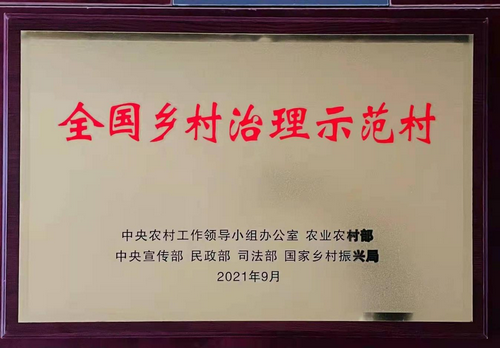 全国乡村治理示范村
中央农村工作领导小组办公室 农业农村部
中央宣传部 民政部 司法部 国家乡村振兴局
2021年9月